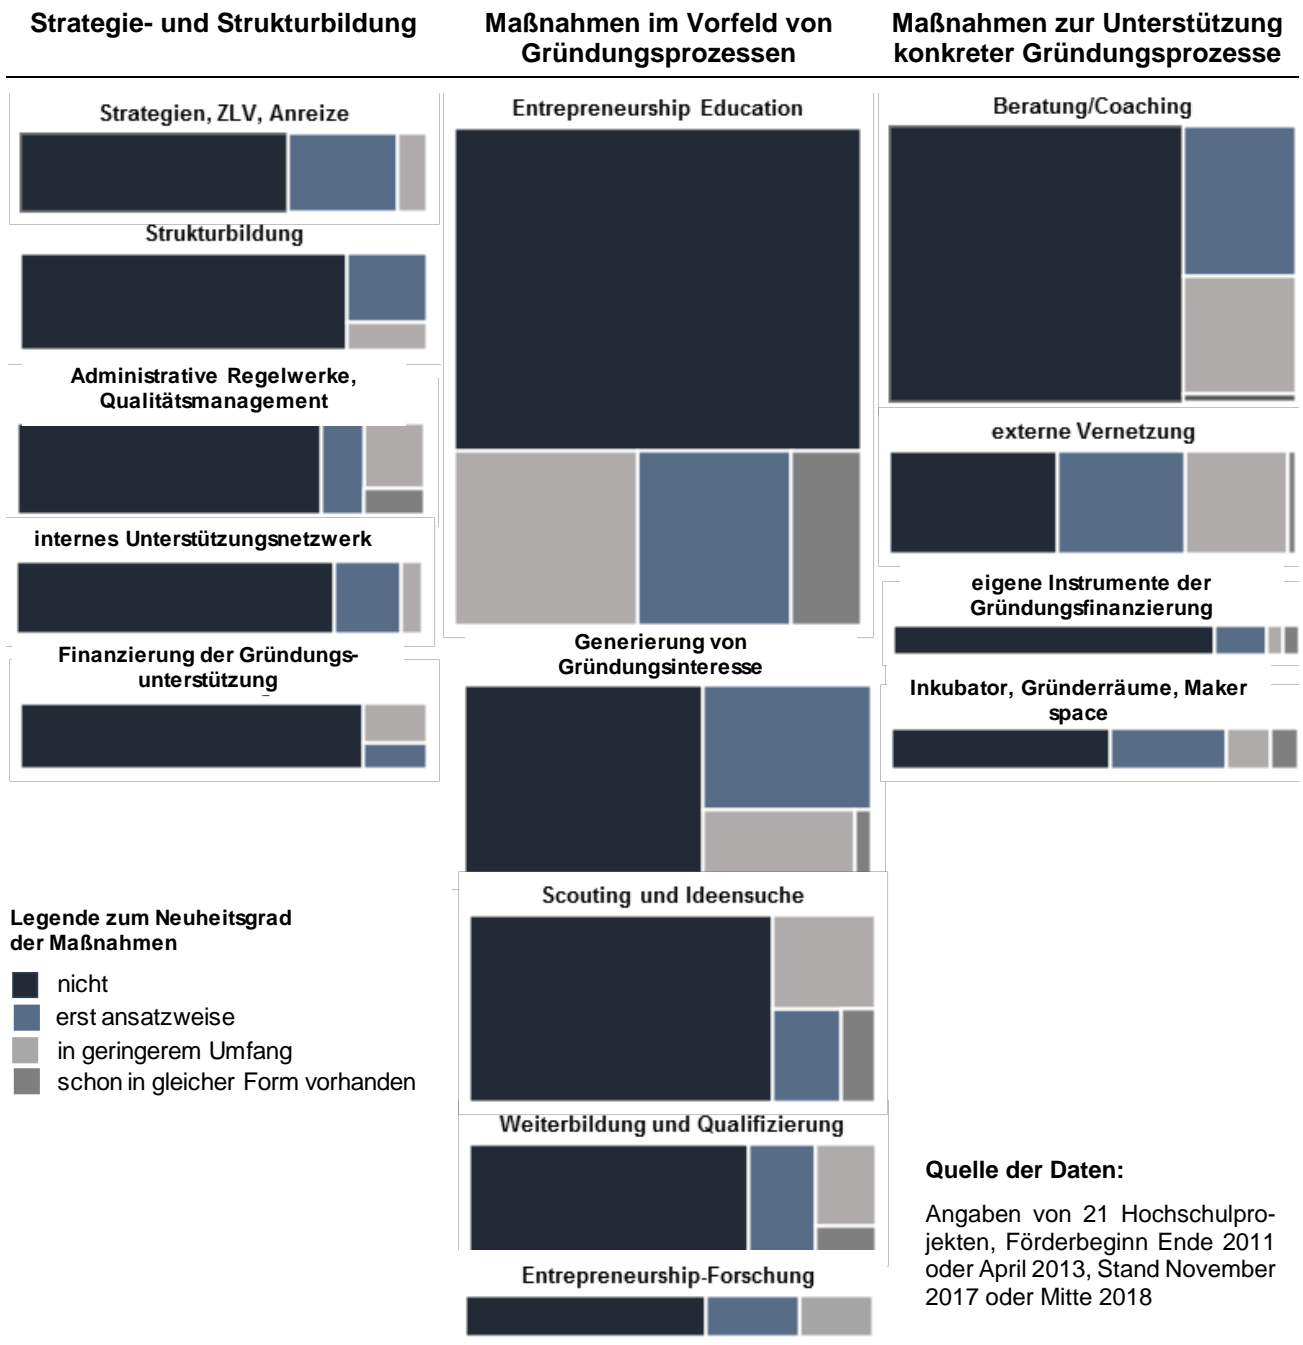 Strategie- und Strukturbildung
Maßnahmen im Vorfeld von
Gründungsprozessen
Maßnahmen zur Unterstützung
konkreter Gründungsprozesse
Strategien, ZLV, Anreize
Strukturbildung
Administrative Regelwerke,
Qualitätsmanagement
internes Unterstützungsnetzwerk
Finanzierung der Gründungs-
unterstützung
Entrepreneurship Education
Generierung von
Gründungsinteresse
Scouting und Ideensuche
Weiterbildung und Qualifizierung
Entrepreneurship-Forschung
Beratung/Coaching
externe Vernetzung
eigene Instrumente der
Gründungsfinanzierung
Inkubator, Gründerräume, Maker
space
Legende zum Neuheitsgrad
der Maßnahmen
nicht
erst ansatzweise
in geringerem Umfang
schon in gleicher Form vorhanden
Quelle der Daten:
Angaben von 21 Hochschulpro-
jekten, Förderbeginn Ende 2011
oder April 2013, Stand November
2017 oder Mitte 2018